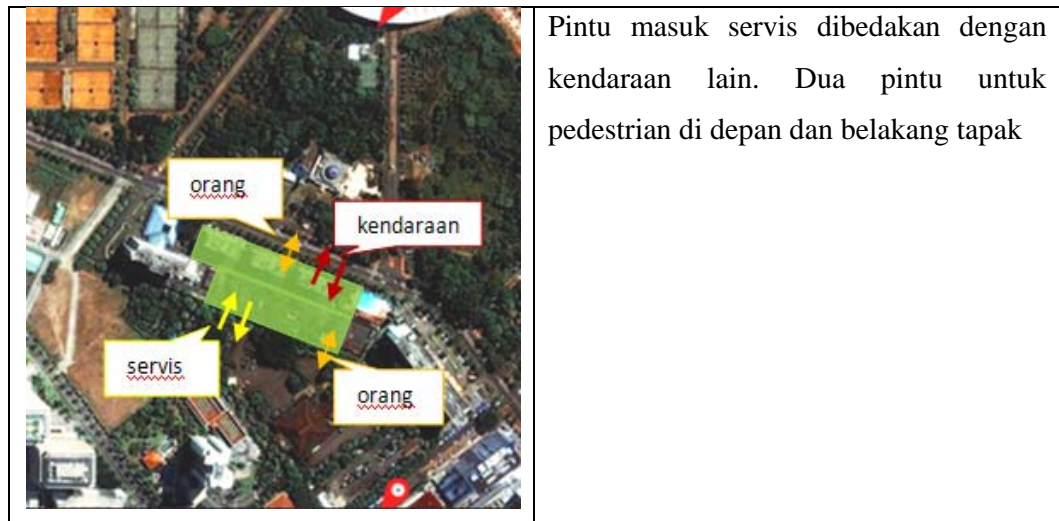 Pintu masuk servis dibedakan dengan
kendaraan lain. Dua pintu untuk
pedestrian di depan dan belakang tapak
orang
kendaraan
servis
orang